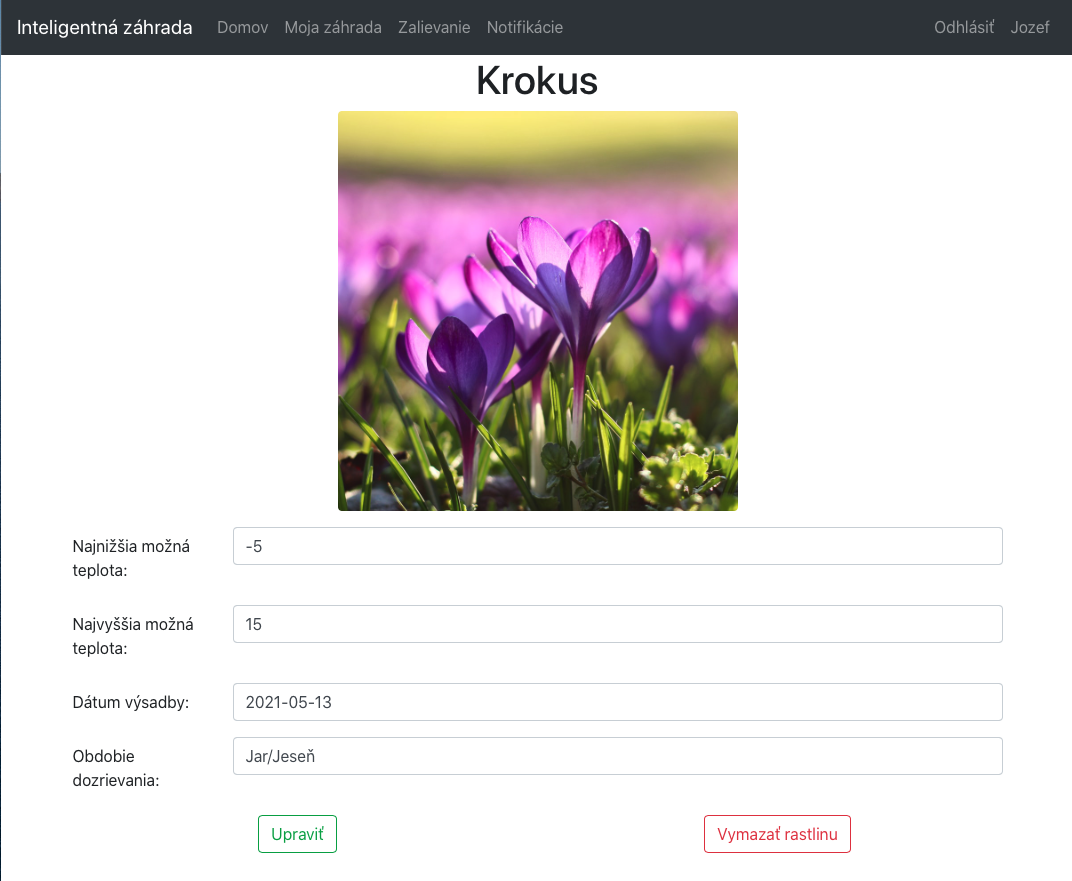 Inteligentná záhrada Domov Moja záhrada Zalievanie Notifikácie Odhlásiť Jozef
Krokus
Najnižšia možná
teplota:
-5
Najvyššia možná
teplota:
15
Dátum výsadby:
2021-05-13
Obdobie
dozrievania:
Jar/Jeseň
Upraviť Vymazať rastlinu